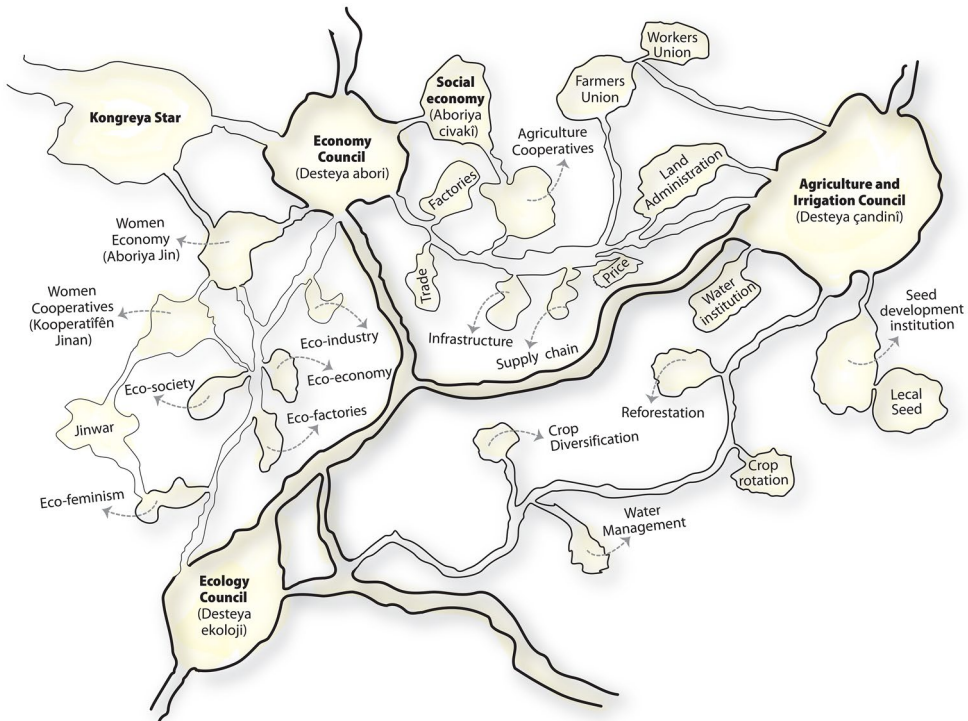 Workers
Union
Farmers
Union
Kongreya Star
Economy
Council
(Desteya abori)
Social
economy
(Aboriya
civakî)
Agriculture
Cooperatives
Factories
Land
Administration
Agriculture and
Irrigation Council
(Desteya çandinî)
Women
Economy
(Aboriya Jin)
Trade
Price
Water
institution
Women
Cooperatives
(Kooperatîfên
Jinan)
Infrastructure
Supply chain
Seed
development
institution
Eco-industry
Eco-economy
Eco-society
Eco-factories
Reforestation
Lecal
Seed
Jinwar
Crop
Diversification
Crop
rotation
Eco-feminism
Water
Management
Ecology
Council
(Desteya
ekoloji)